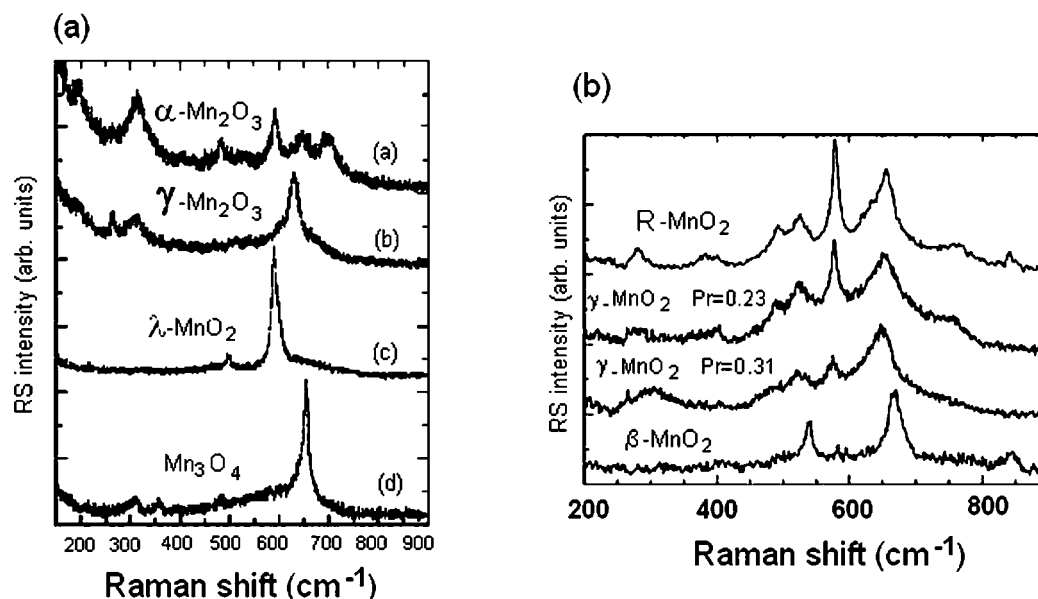 (a)
α-Mn2O3
(a)
γ-Mn2O3
(b)
λ-MnO2
(c)
Mn3O4
(d)
RS intensity (arb. units)
200 300 400 500 600 700 800 900
Raman shift (cm-1)
(b)
R-MnO2
γ-MnO2 Pr=0.23
γ-MnO2 Pr=0.31
β-MnO2
RS intensity (arb. units)
200 400 600 800
Raman shift (cm-1)